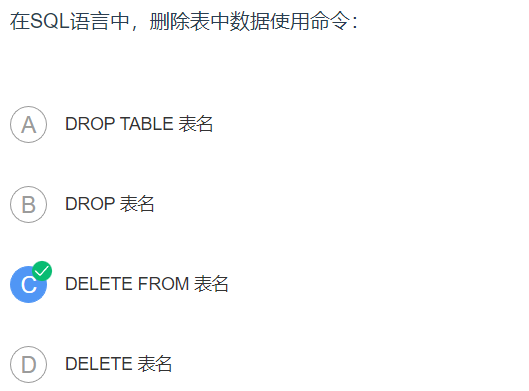 在SQL语言中，删除表中数据使用命令：
A DROP TABLE 表名
B DROP 表名
C DELETE FROM 表名
D DELETE 表名